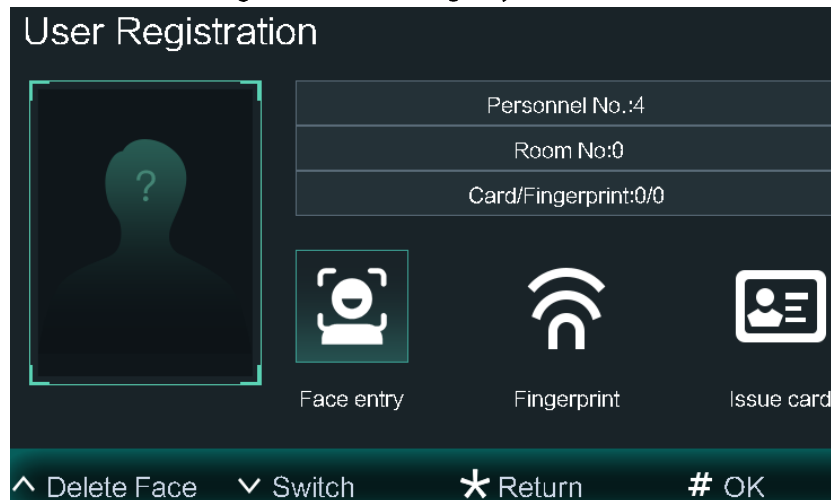 User Registration
Personnel No.:4
Room No:0
Card/Fingerprint:0/0
?
Face entry
Fingerprint
Issue card
^ Delete Face
Switch
* Return
# OK